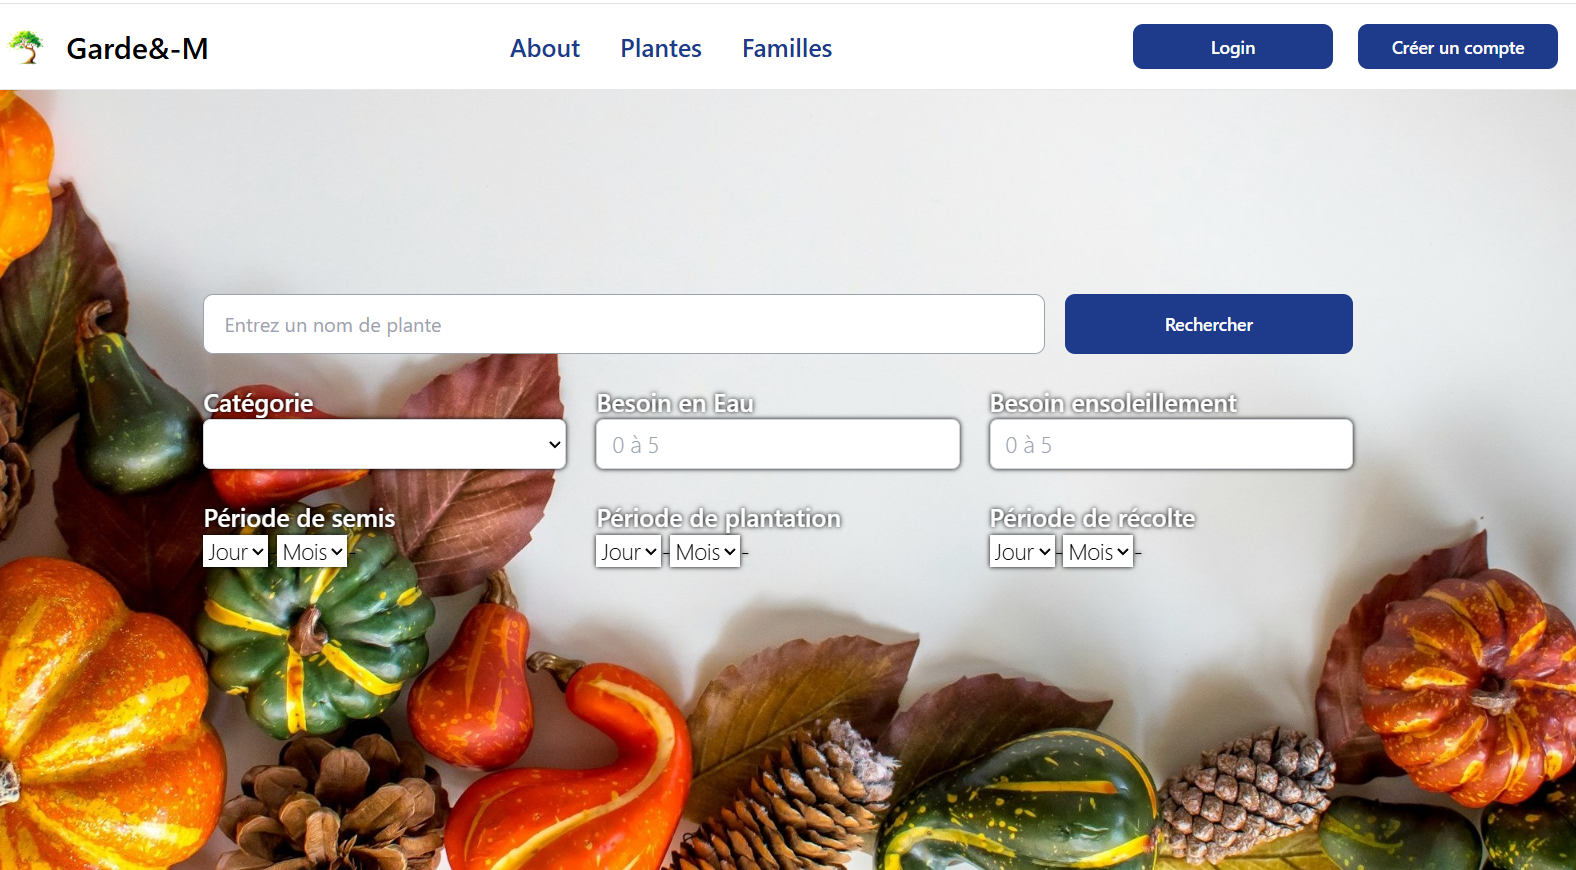 Garde&-M About Plantes Familles Login Créer un compte
Entrez un nom de plante Rechercher
Catégorie Besoin en Eau Besoin ensoleillement
0 à 5 0 à 5
Période de semis Période de plantation Période de récolte
Jour - Mois - Jour - Mois - Jour - Mois -